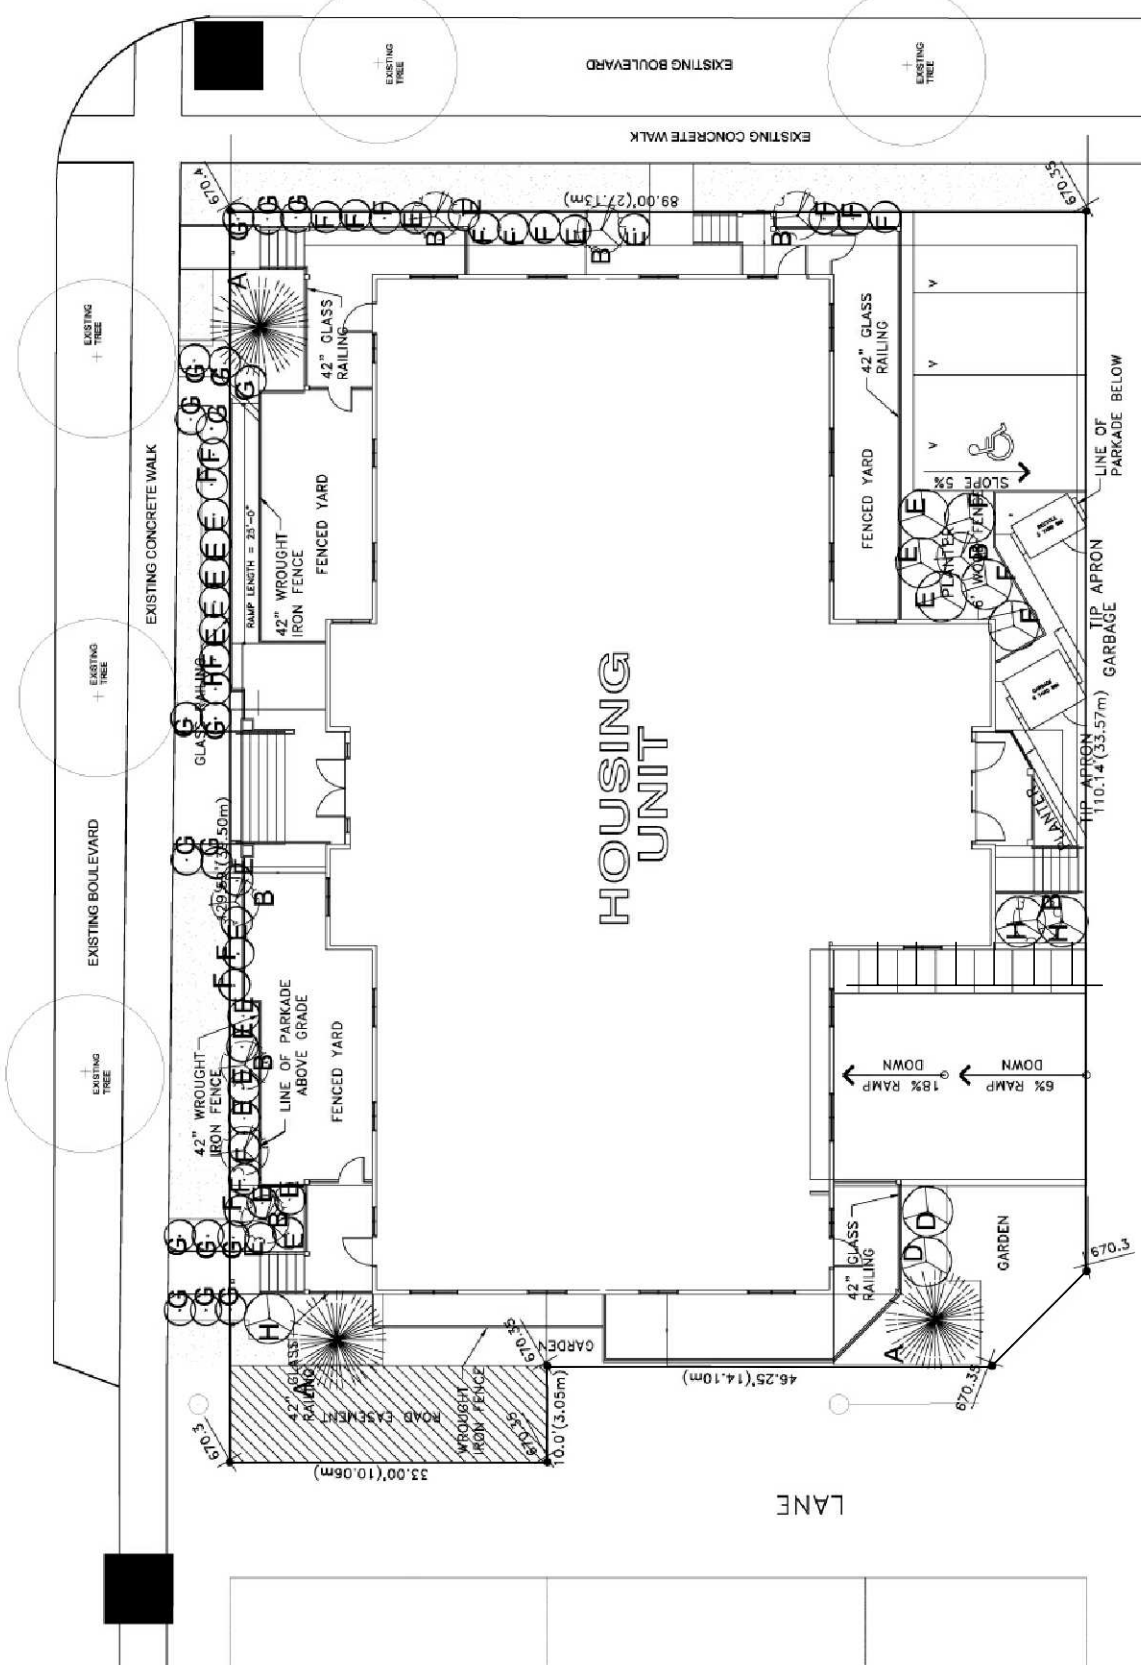 EXISTING
TREE
EXISTING BOULEVARD
EXISTING
TREE
EXISTING CONCRETE WALK
670.4
89.00'(27.13m)
670.35
G
G
G
F
F
F
E
B
E
F
F
F
E
B
F
B
F
F
F
EXISTING
TREE
A
42" GLASS
RAILING
42" GLASS
RAILING
V
V
V
G
G
G
G
G
F
F
E
E
E
E
F
EXISTING CONCRETE WALK
RAMP LENGTH = 25'-0"
42" WROUGHT
IRON FENCE
FENCED YARD
FENCED YARD
SLOPE 5%
LINE OF
PARKADE BELOW
E
E
E
PLANTER
6' WOOD FENCE
B
F
F
TIP APRON
GARBAGE
TIP APRON
110.14'(33.57m)
PLANTER
EXISTING
TREE
GLASS RAILING
G
G
HOUSING
UNIT
EXISTING BOULEVARD
G
G
B
F
F
H
H
B
EXISTING
TREE
42" WROUGHT
IRON FENCE
LINE OF PARKADE
ABOVE GRADE
FENCED YARD
E
E
E
E
B
F
F
18% RAMP
DOWN
6% RAMP
DOWN
G
G
G
E
E
E
B
42" GLASS
RAILING
D
D
GARDEN
670.3
G
G
G
H
A
42" GLASS
RAILING
GARDEN
670.35
A
670.35
46.25'(14.10m)
ROAD EASEMENT
WROUGHT
IRON FENCE
670.3
670.35
10.0'(3.05m)
33.00'(10.06m)
LANE